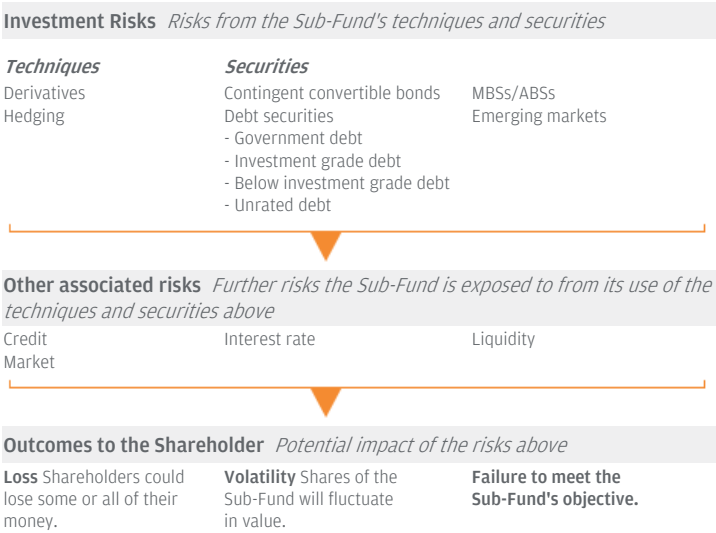 Investment Risks Risks from the Sub-Fund's techniques and securities
Techniques
Derivatives
Hedging
Securities
Contingent convertible bonds
Debt securities
- Government debt
- Investment grade debt
- Below investment grade debt
- Unrated debt
MBSs/ABSs
Emerging markets
Other associated risks Further risks the Sub-Fund is exposed to from its use of the
techniques and securities above
Credit
Market
Interest rate
Liquidity
Outcomes to the Shareholder Potential impact of the risks above
Loss Shareholders could
lose some or all of their
money.
Volatility Shares of the
Sub-Fund will fluctuate
in value.
Failure to meet the
Sub-Fund's objective.